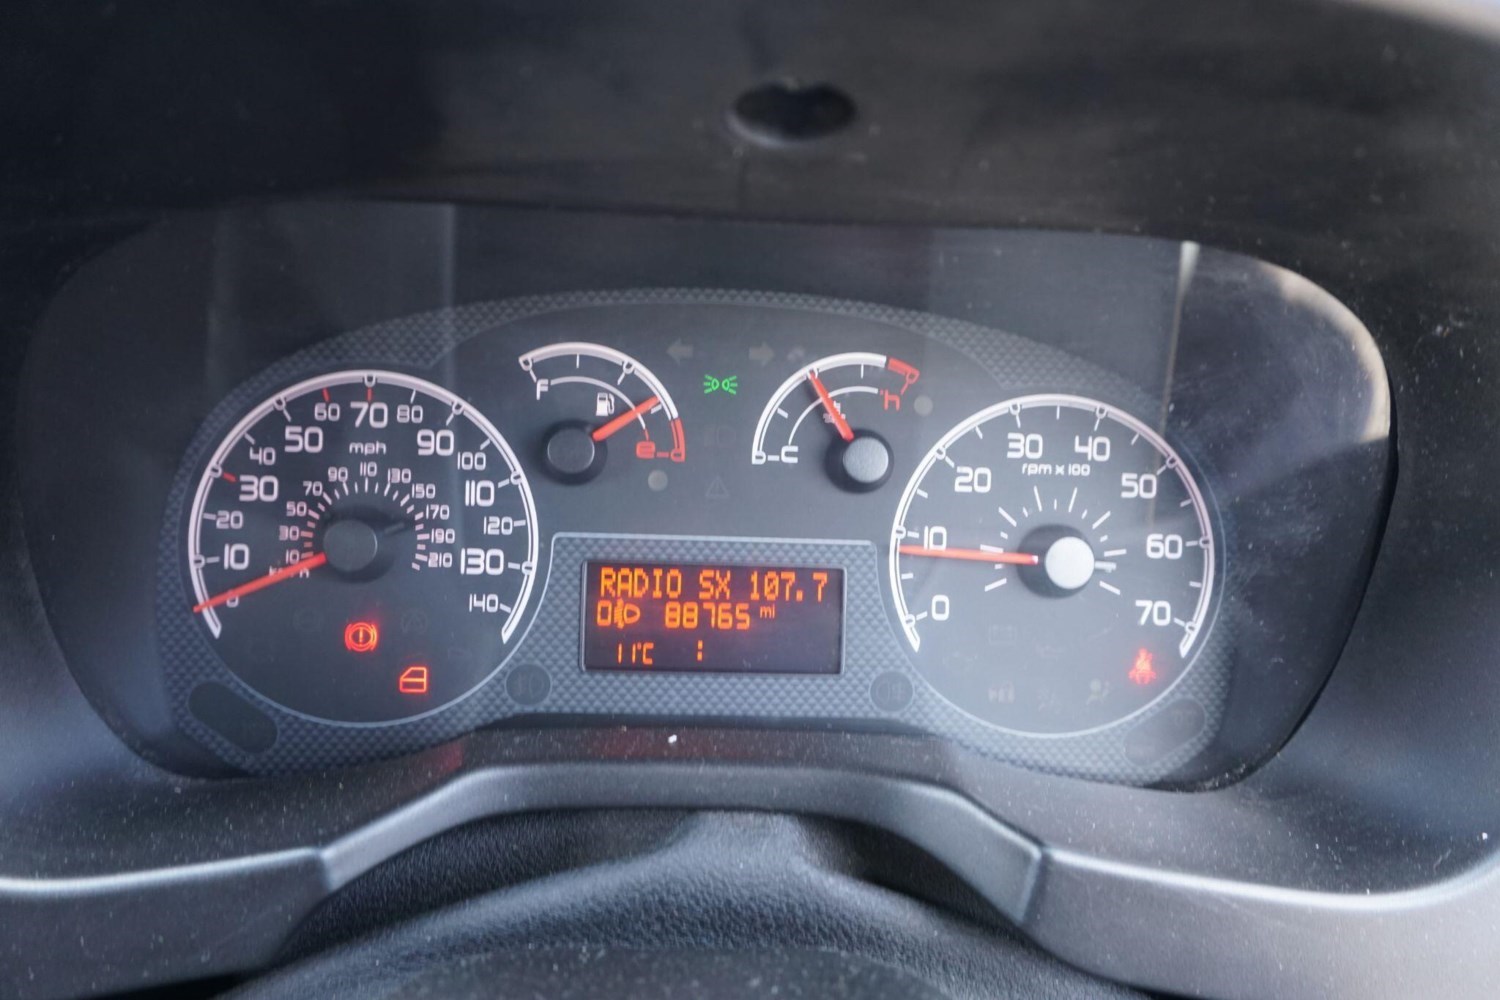 10 20 30 40 50 60 70 80 90 100 110 120 130 140
mph
10 30 50 70 90 110 130 150 170 190 210
km/h
F
e
C
h
0 10 20 30 40 50 60 70
rpm x 100
RADIO SX 107.7
0 88765 mi
11°C :